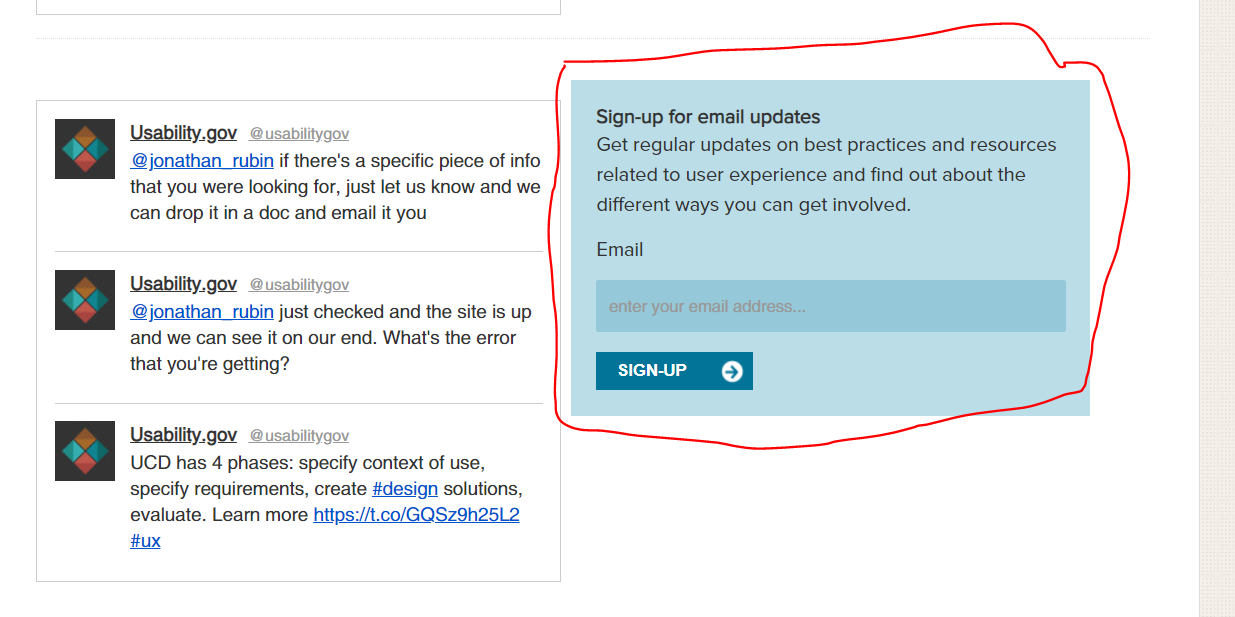 Usability.gov @usabilitygov
@jonathan_rubin if there's a specific piece of info
that you were looking for, just let us know and we
can drop it in a doc and email it you
Usability.gov @usabilitygov
@jonathan_rubin just checked and the site is up
and we can see it on our end. What's the error
that you're getting?
Usability.gov @usabilitygov
UCD has 4 phases: specify context of use,
specify requirements, create #design solutions,
evaluate. Learn more https://t.co/GQSz9h25L2
#ux
Sign-up for email updates
Get regular updates on best practices and resources
related to user experience and find out about the
different ways you can get involved.
Email
enter your email address...
SIGN-UP